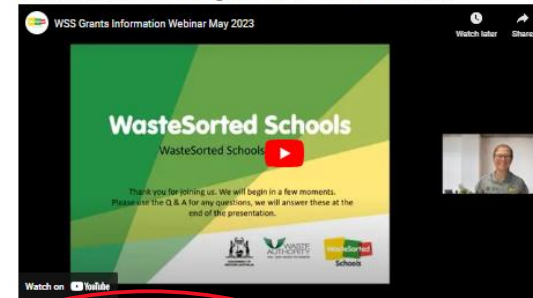 WSS Grants Information Webinar May 2023
Watch later
Share
WasteSorted Schools
WasteSorted Schools
Thank you for joining us. We will begin in a few moments.
Please use the Q & A for any questions, we will answer these at the
end of the presentation.
WASTE
AUTHORITY
WasteSorted
Schools
Watch on YouTube